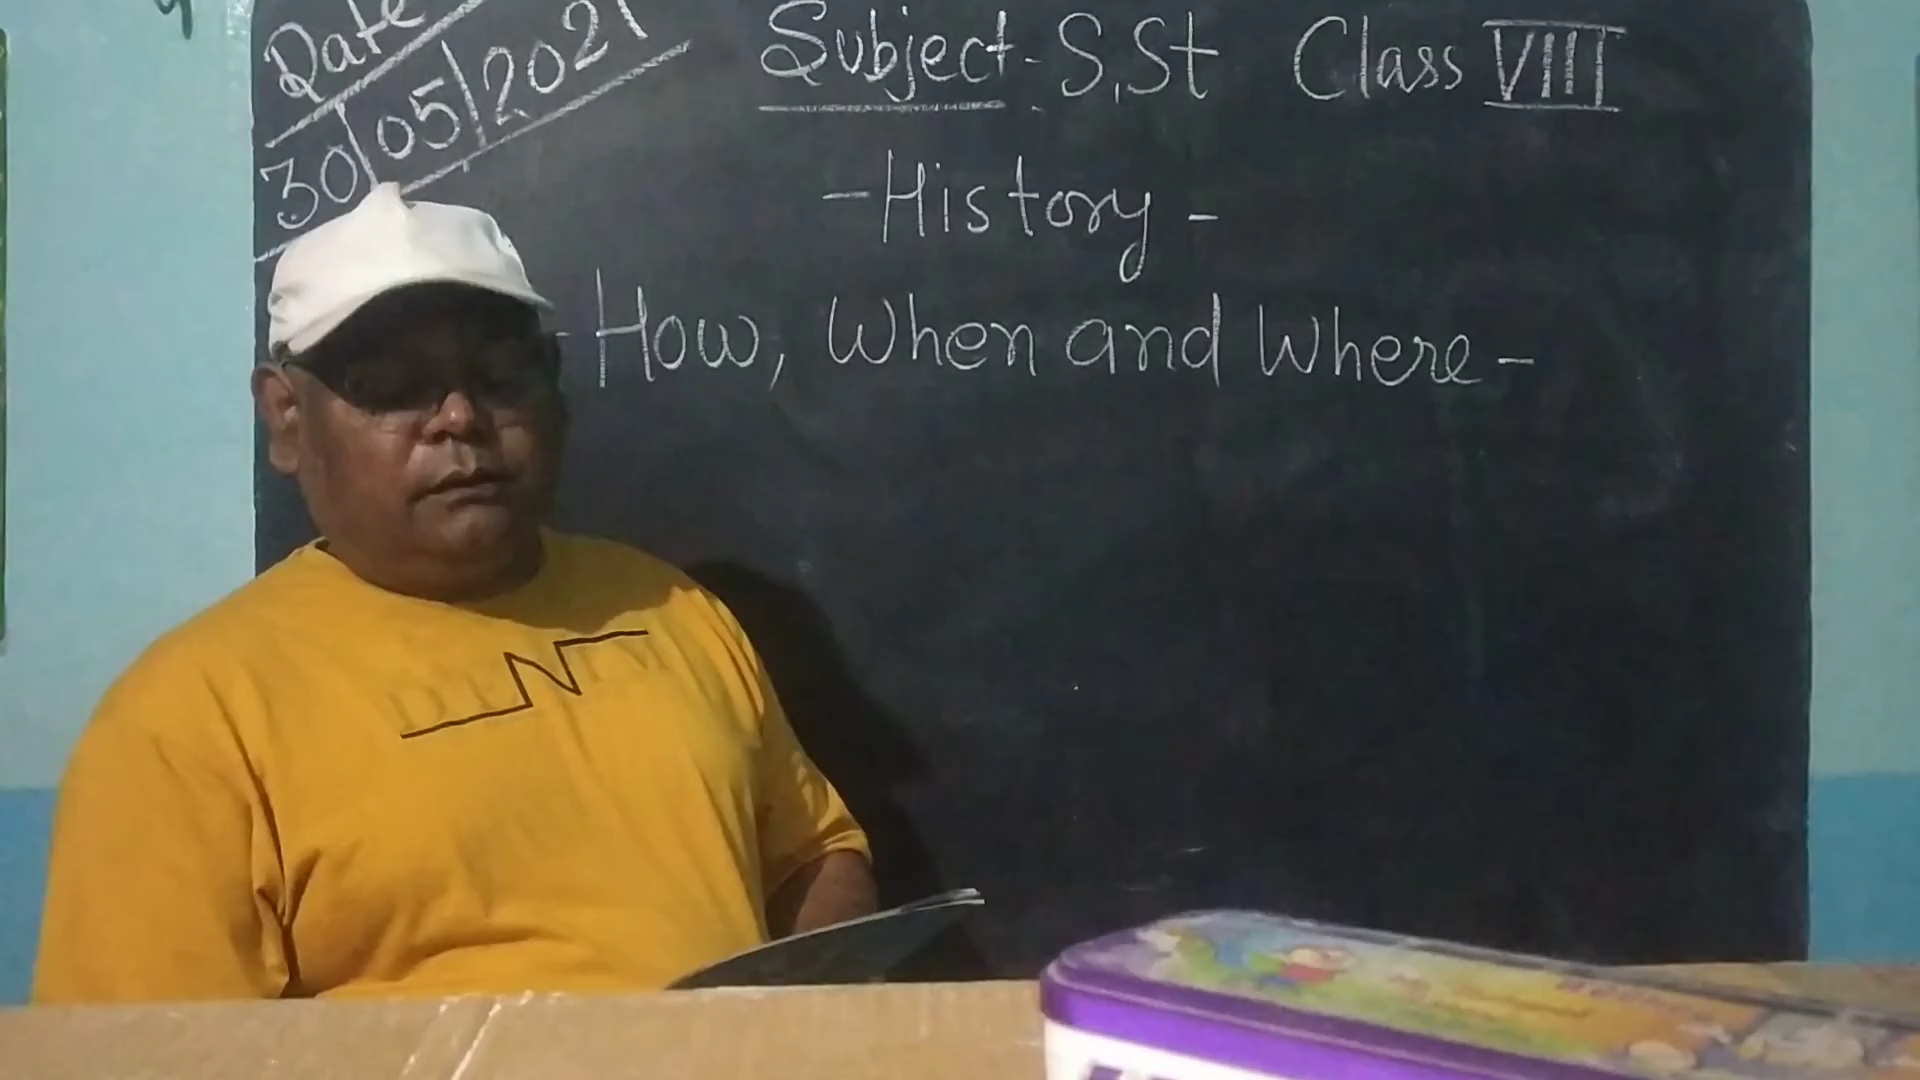 Date
30/05/2021
Subject - S.St Class VIII
- History -
- How, When and Where -